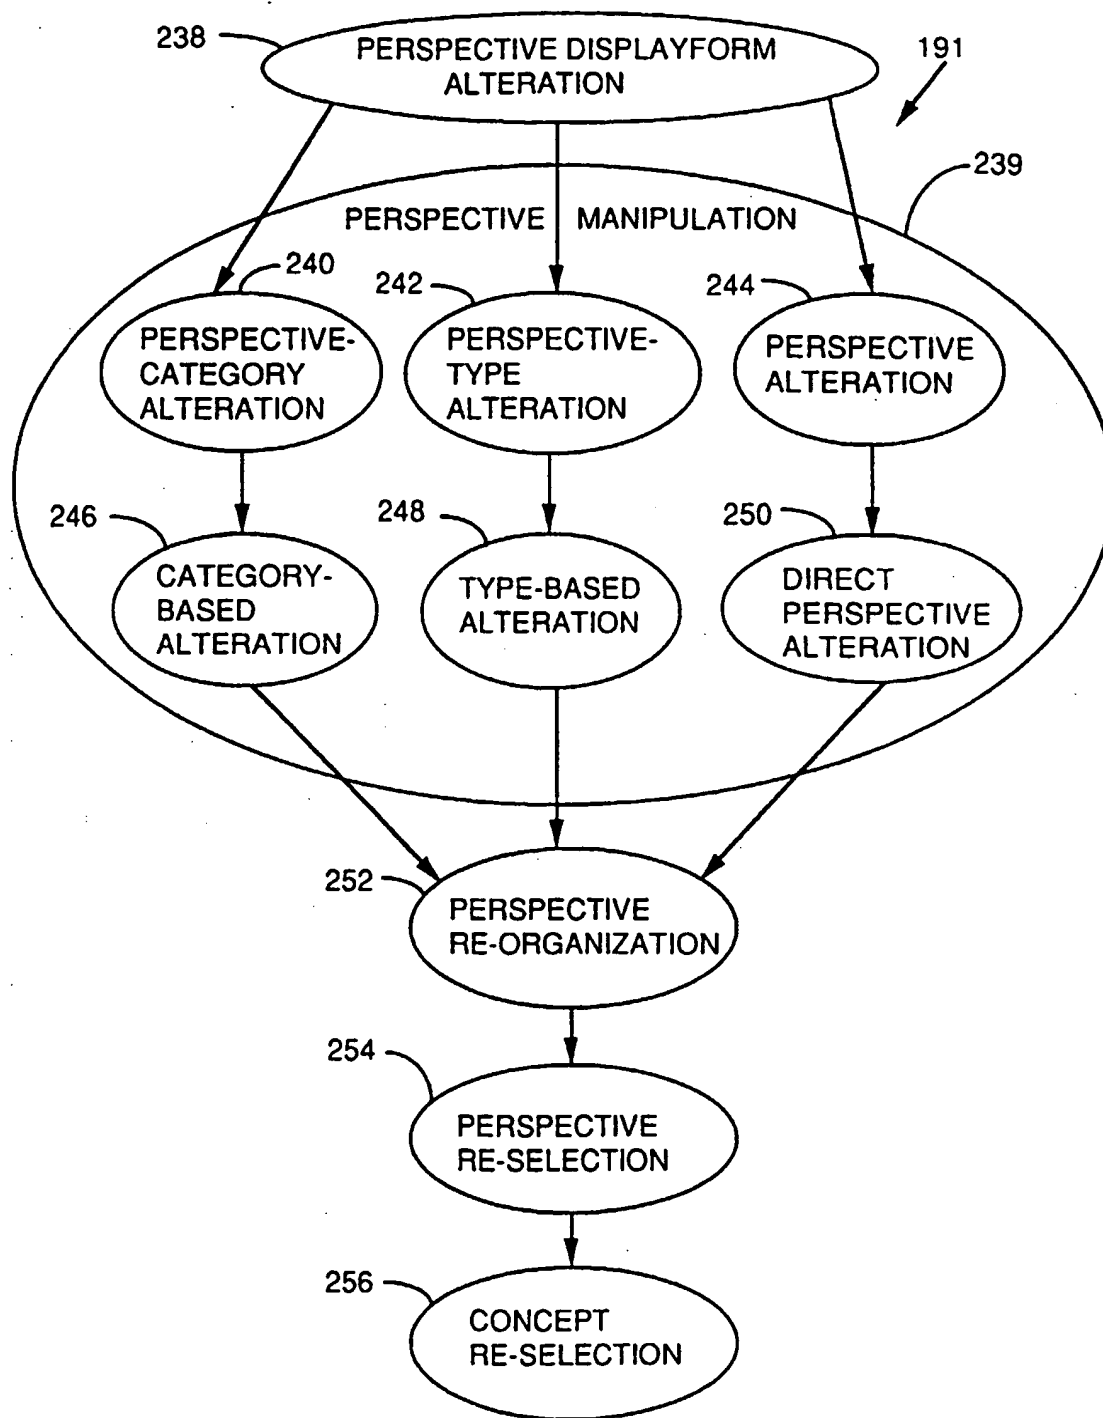 238
PERSPECTIVE DISPLAYFORM
ALTERATION
191
239
PERSPECTIVE MANIPULATION
240
PERSPECTIVE-
CATEGORY
ALTERATION
242
PERSPECTIVE-
TYPE
ALTERATION
244
PERSPECTIVE
ALTERATION
246
CATEGORY-
BASED
ALTERATION
248
TYPE-BASED
ALTERATION
250
DIRECT
PERSPECTIVE
ALTERATION
252
PERSPECTIVE
RE-ORGANIZATION
254
PERSPECTIVE
RE-SELECTION
256
CONCEPT
RE-SELECTION